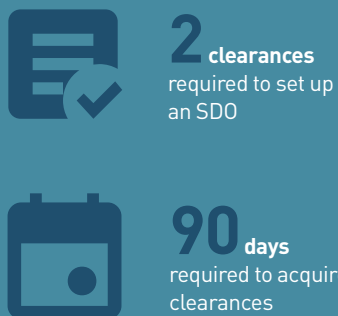 2 clearances
required to set up
an SDO
90 days
required to acquir
clearances